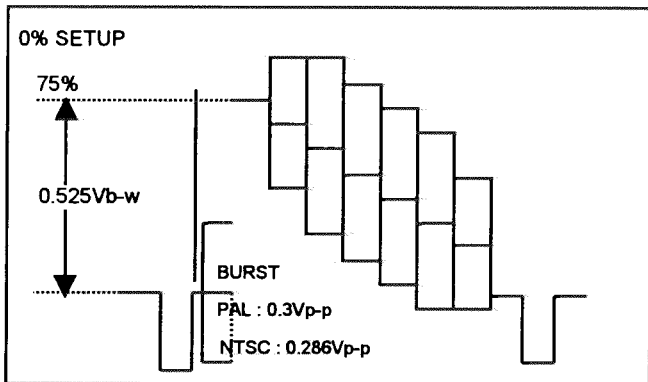 0% SETUP
75%
0.525Vb-w
BURST
PAL : 0.3Vp-p
NTSC : 0.286Vp-p